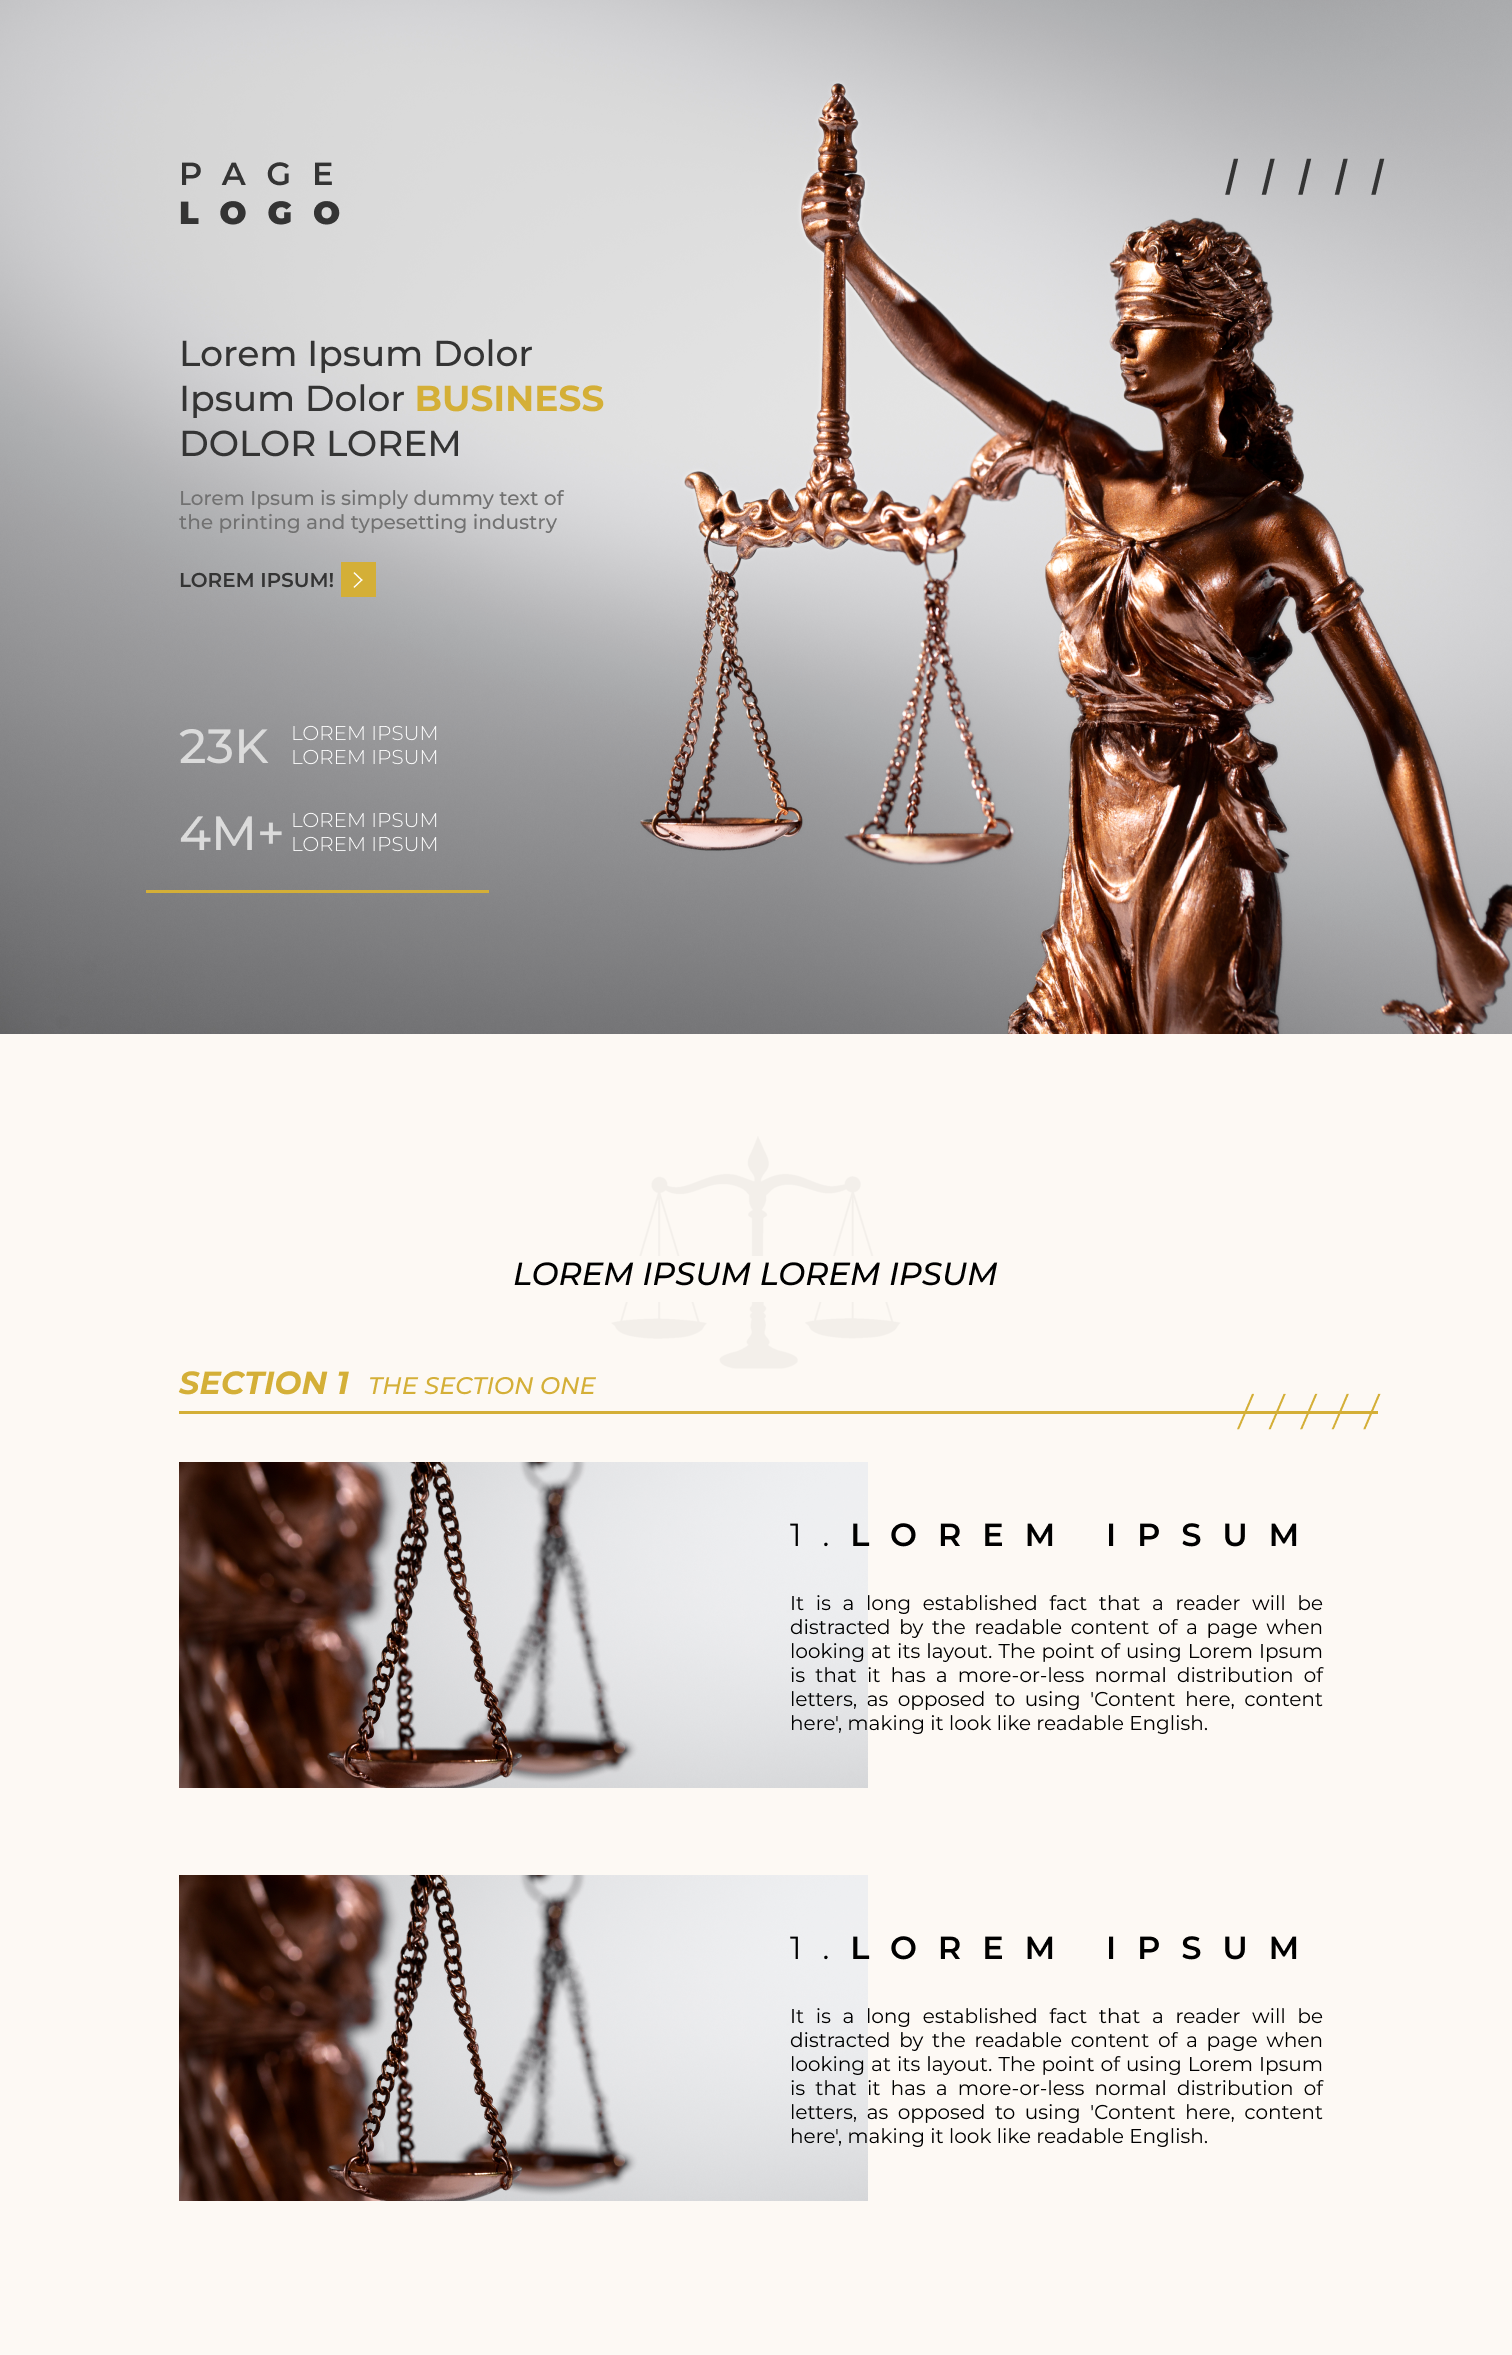 PAGE
LOGO
Lorem Ipsum Dolor
Ipsum Dolor BUSINESS
DOLOR LOREM
Lorem Ipsum is simply dummy text of
the printing and typesetting industry
LOREM IPSUM!
23K LOREM IPSUM
LOREM IPSUM
4M+ LOREM IPSUM
LOREM IPSUM
LOREM IPSUM LOREM IPSUM
SECTION 1 THE SECTION ONE
1. LOREM IPSUM
It is a long established fact that a reader will be
distracted by the readable content of a page when
looking at its layout. The point of using Lorem Ipsum
is that it has a more-or-less normal distribution of
letters, as opposed to using 'Content here, content
here', making it look like readable English.
1. LOREM IPSUM
It is a long established fact that a reader will be
distracted by the readable content of a page when
looking at its layout. The point of using Lorem Ipsum
is that it has a more-or-less normal distribution of
letters, as opposed to using 'Content here, content
here', making it look like readable English.